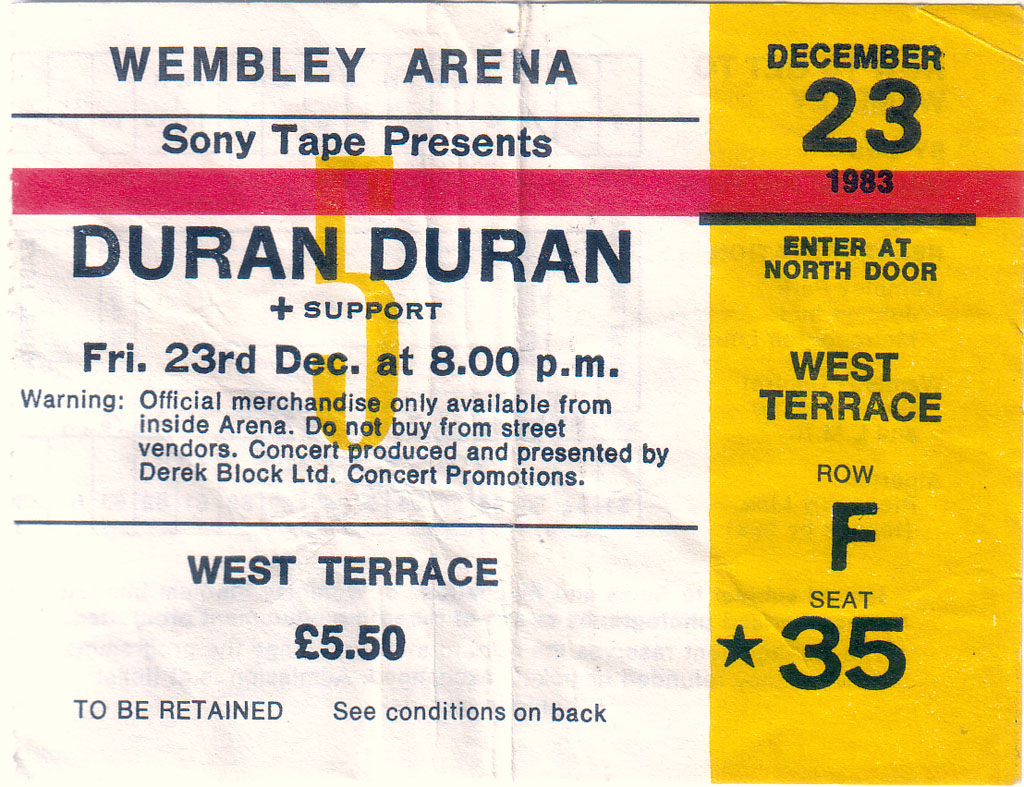 WEMBLEY ARENA
Sony Tape Presents
DURAN DURAN
+ SUPPORT
Fri. 23rd Dec. at 8.00 p.m.
Warning: Official merchandise only available from
inside Arena. Do not buy from street
vendors. Concert produced and presented by
Derek Block Ltd. Concert Promotions.
WEST TERRACE
£5.50
TO BE RETAINED See conditions on back
5
DECEMBER
23
1983
ENTER AT
NORTH DOOR
WEST
TERRACE
ROW
F
SEAT
★35